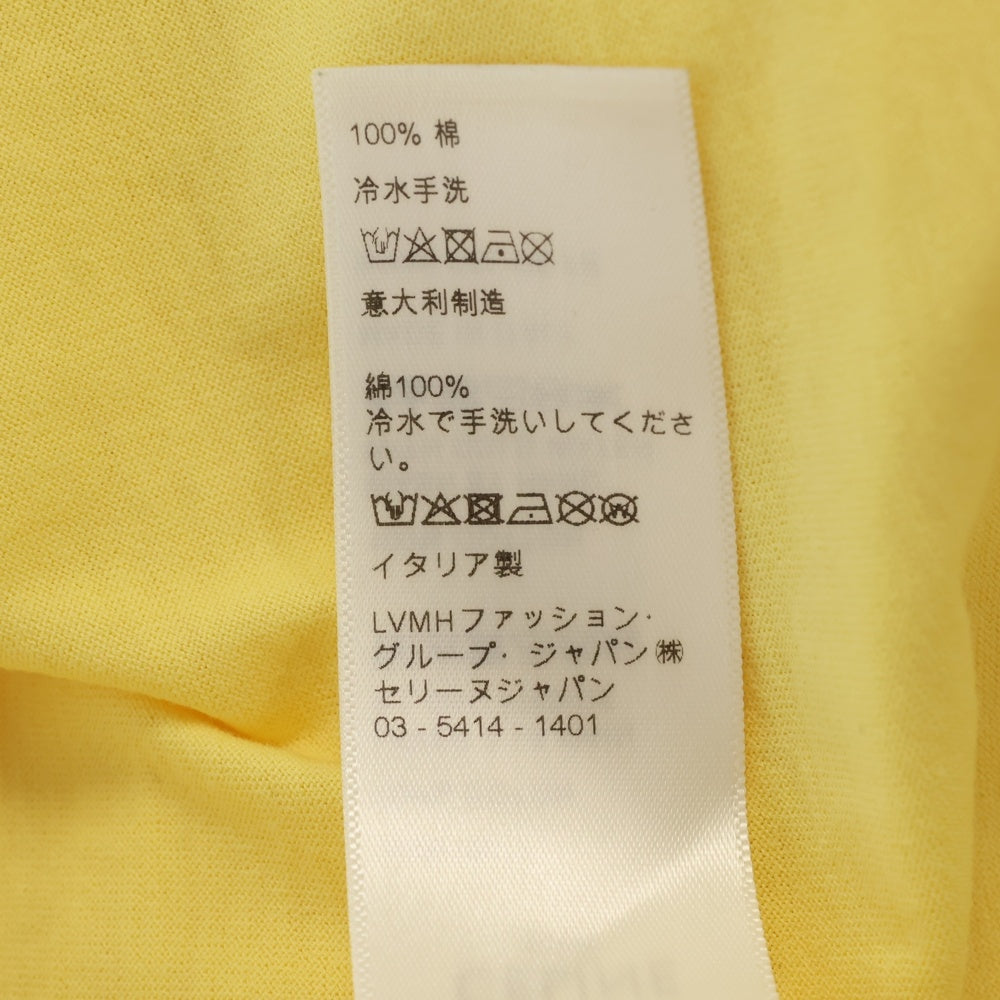 100% 棉
冷水手洗
意大利制造
綿100%
冷水で手洗いしてくださ
い。
イタリア製
LVMHファッション・
グループ・ジャパン㈱
セリーヌジャパン
03 - 5414 - 1401